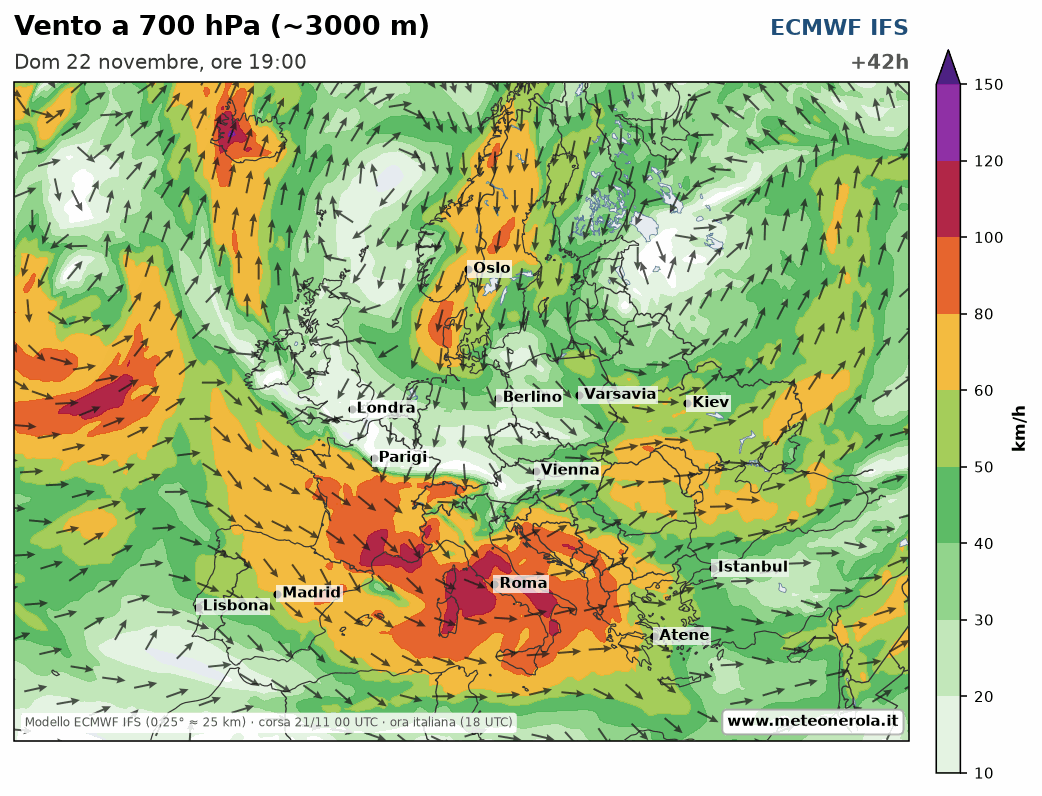 Vento a 700 hPa (~3000 m)
ECMWF IFS
Dom 22 novembre, ore 19:00
+42h
150
120
100
80
60
50
40
30
20
10
km/h
Oslo
Berlino
Varsavia
Kiev
Londra
Parigi
Vienna
Istanbul
Roma
Madrid
Lisbona
Atene
Modello ECMWF IFS (0,25° ≈ 25 km) · corsa 21/11 00 UTC · ora italiana (18 UTC)
www.meteonerola.it